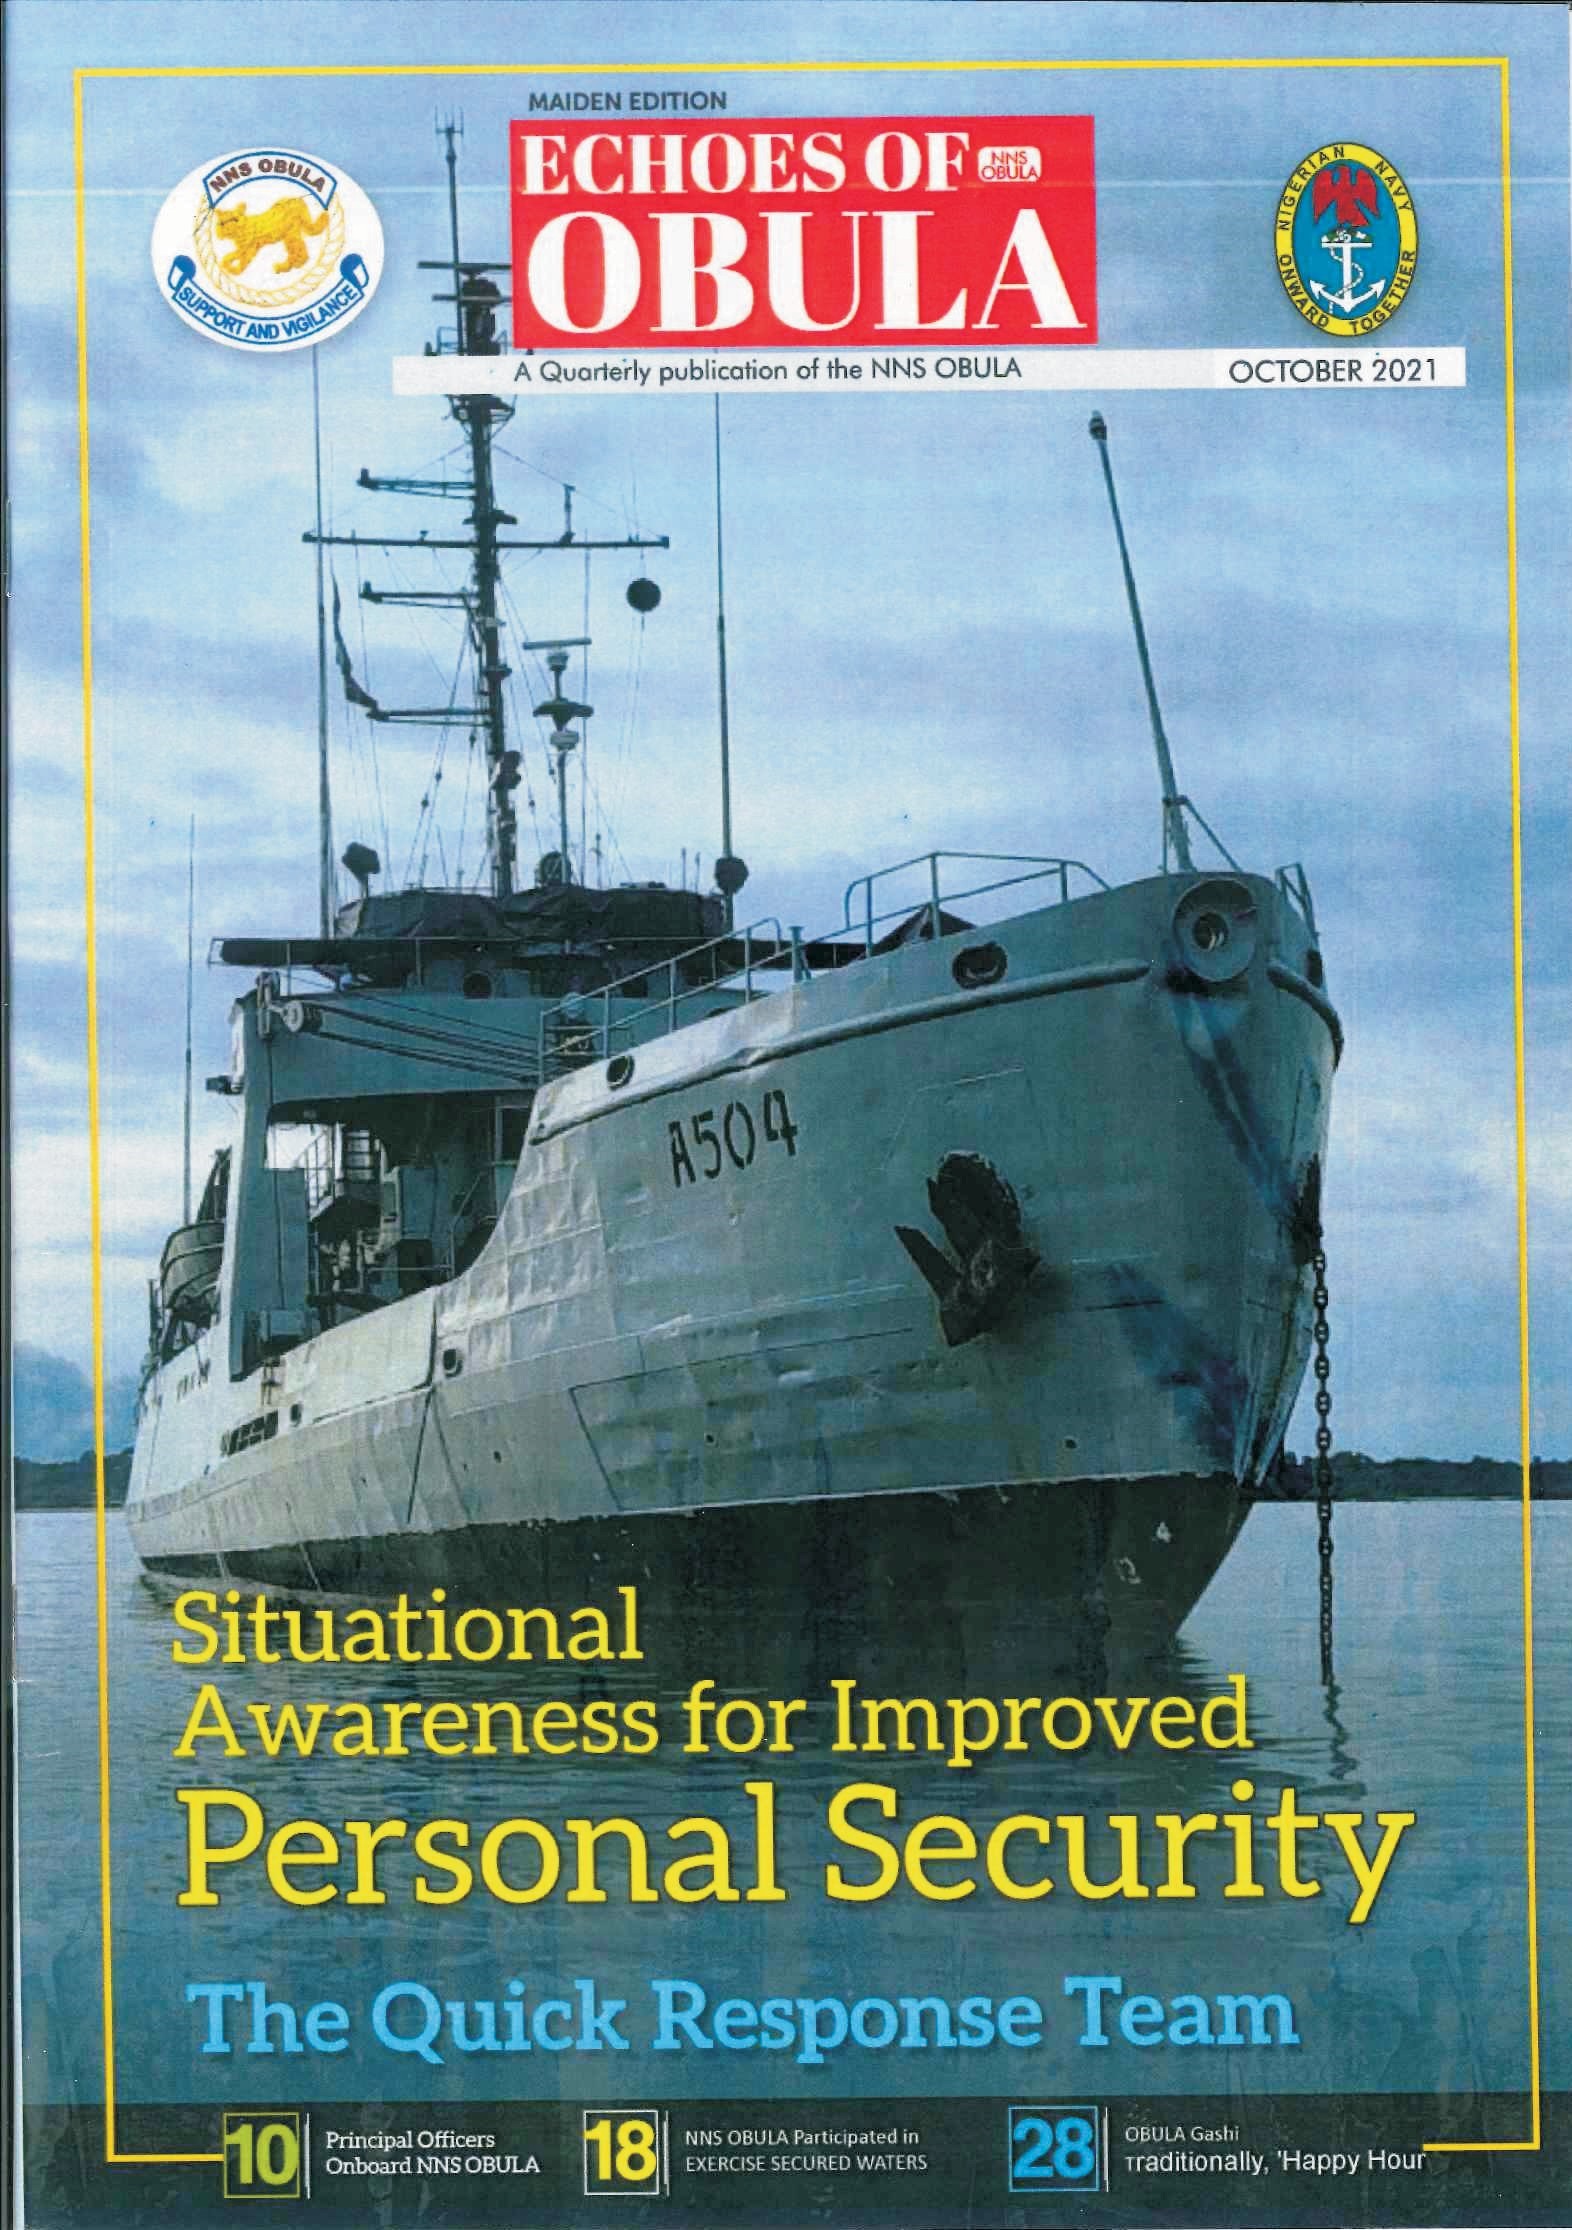 MAIDEN EDITION
ECHOES OF
NNS
OBULA
OBULA
NNS OBULA
SUPPORT AND VIGILANCE
NIGERIAN NAVY
ONWARD TOGETHER
A Quarterly publication of the NNS OBULA
OCTOBER 2021
A504
Situational
Awareness for Improved
Personal Security
The Quick Response Team
10
Principal Officers
Onboard NNS OBULA
18
NNS OBULA Participated in
EXERCISE SECURED WATERS
28
OBULA Gashi
Traditionally, 'Happy Hour